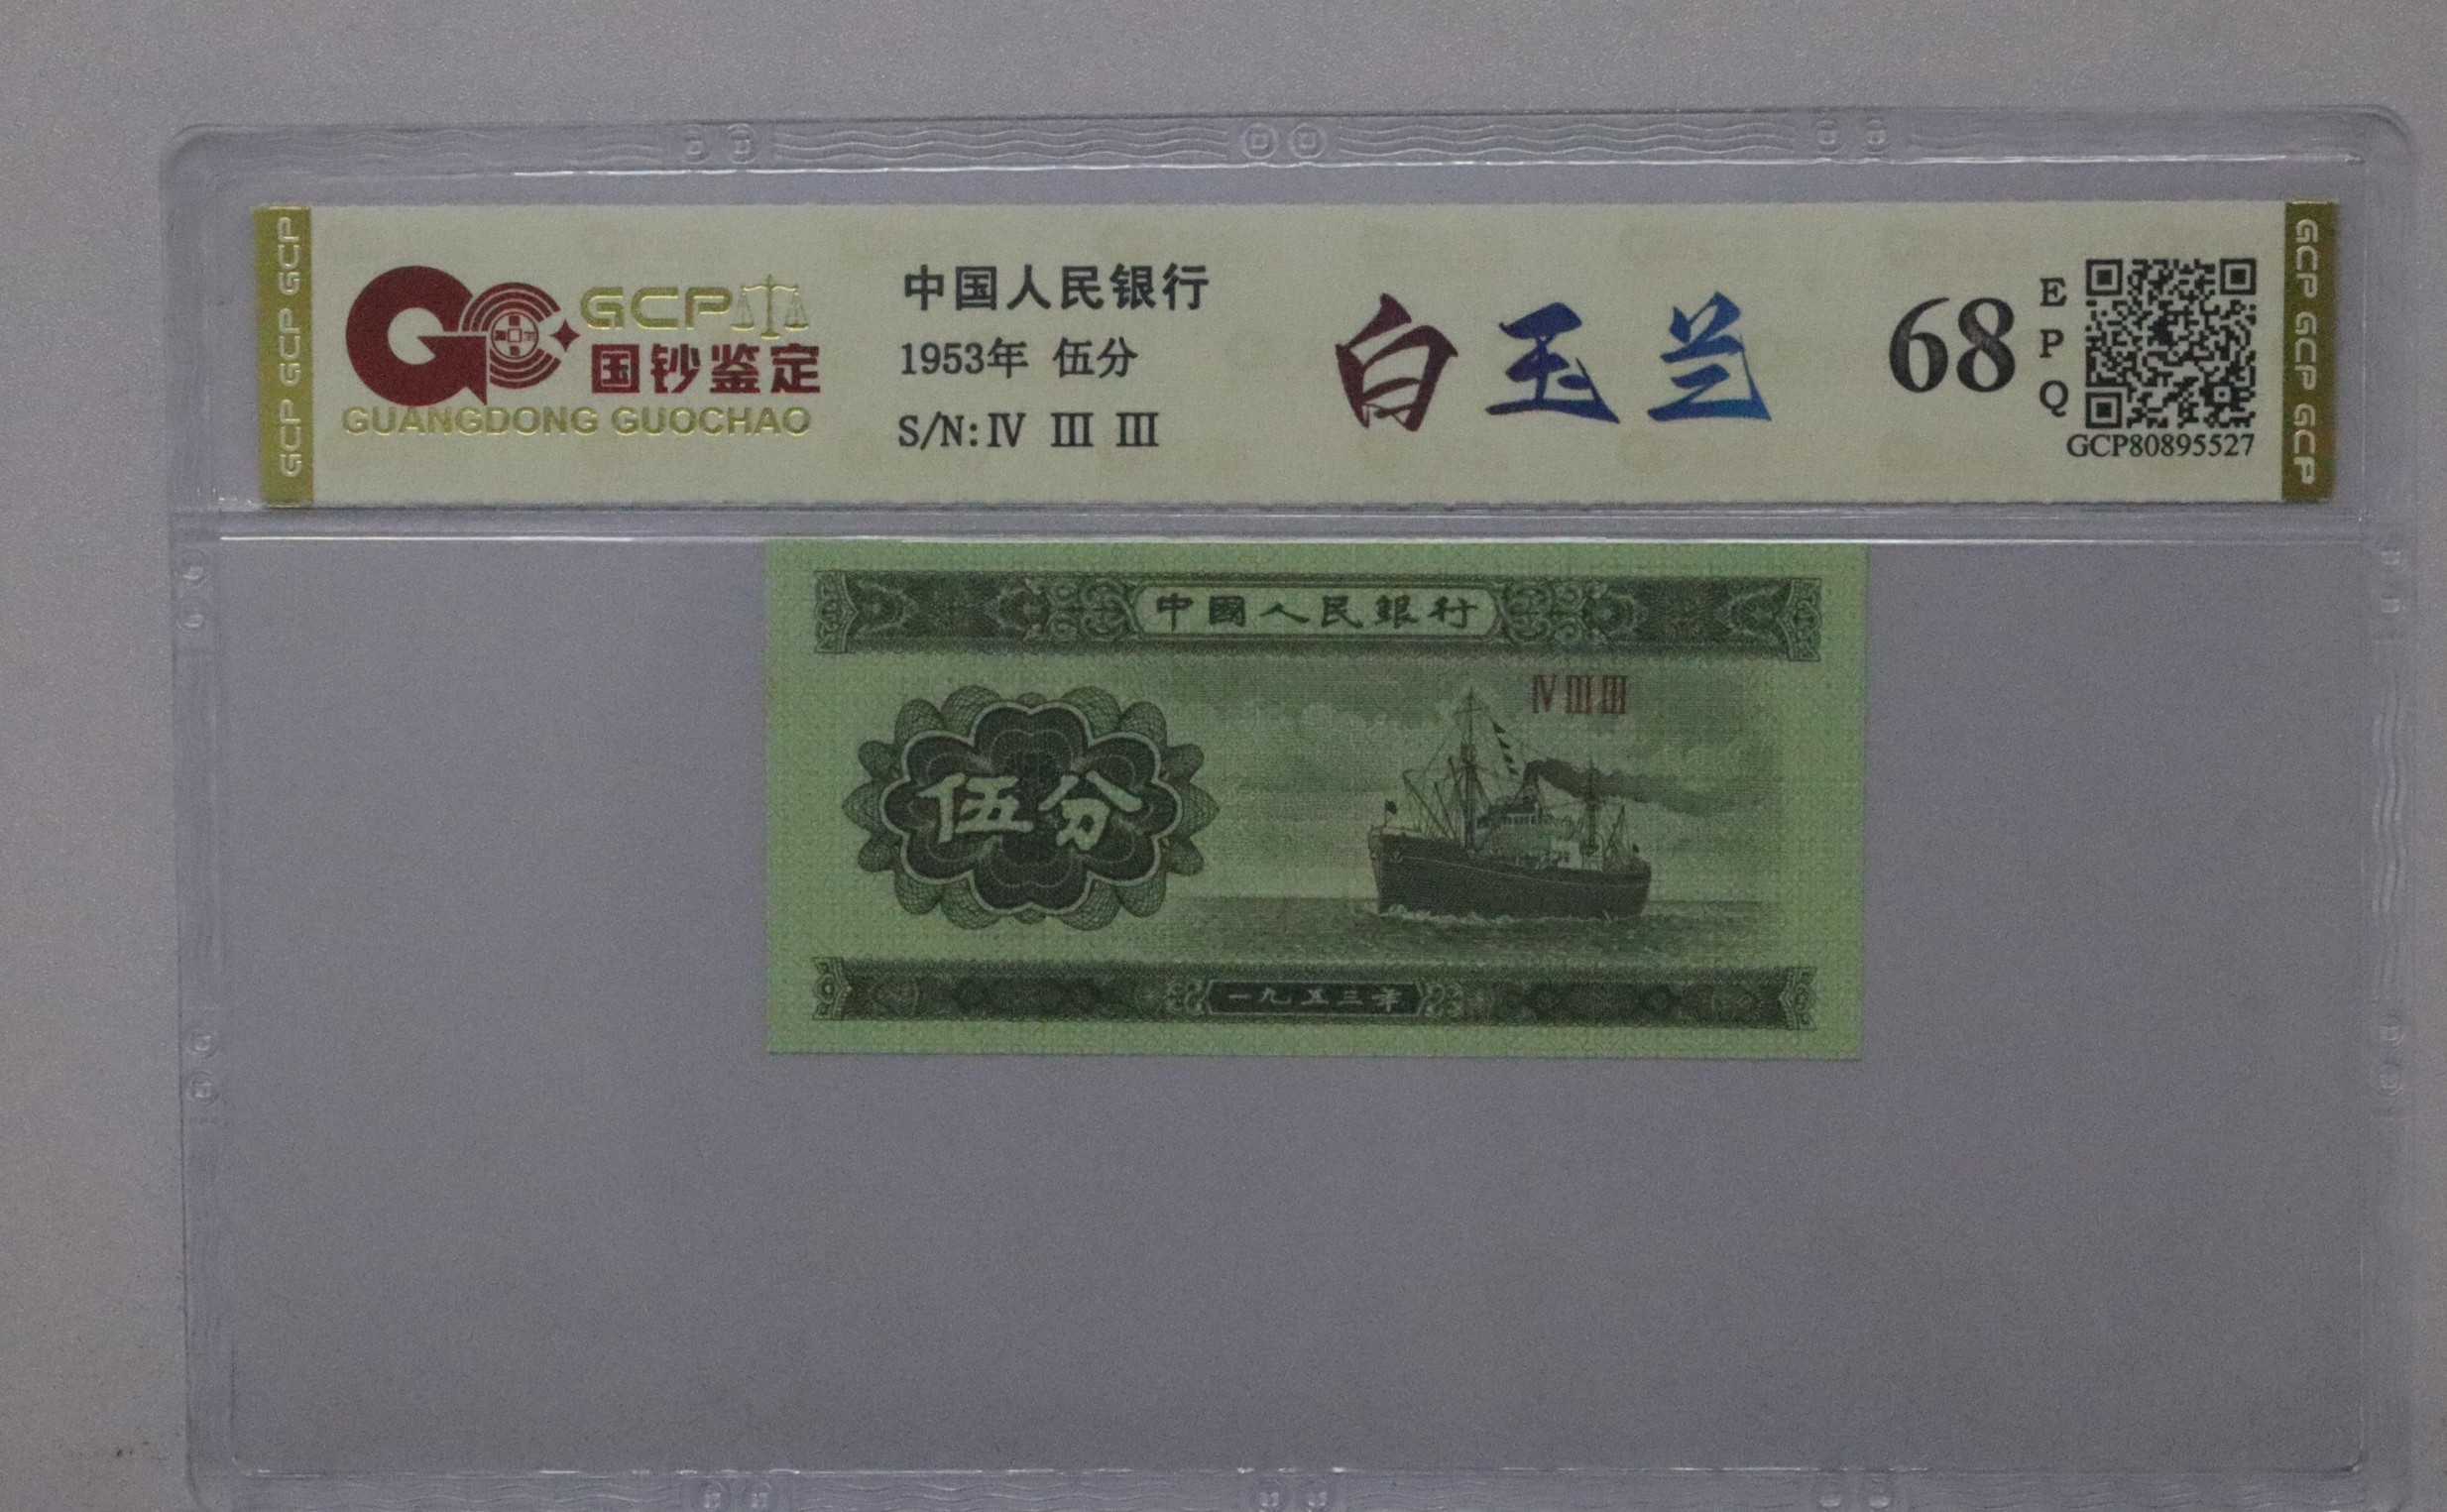 GCP GCP GCP
GCP
国钞鉴定
GUANGDONG GUOCHAO
中国人民银行
1953年 伍分
S/N: Ⅳ Ⅲ Ⅲ
白玉兰
68
E
P
Q
GCP80895527
GCP GCP GCP
中國人民銀行
Ⅳ Ⅲ Ⅲ
伍分
一九五三年